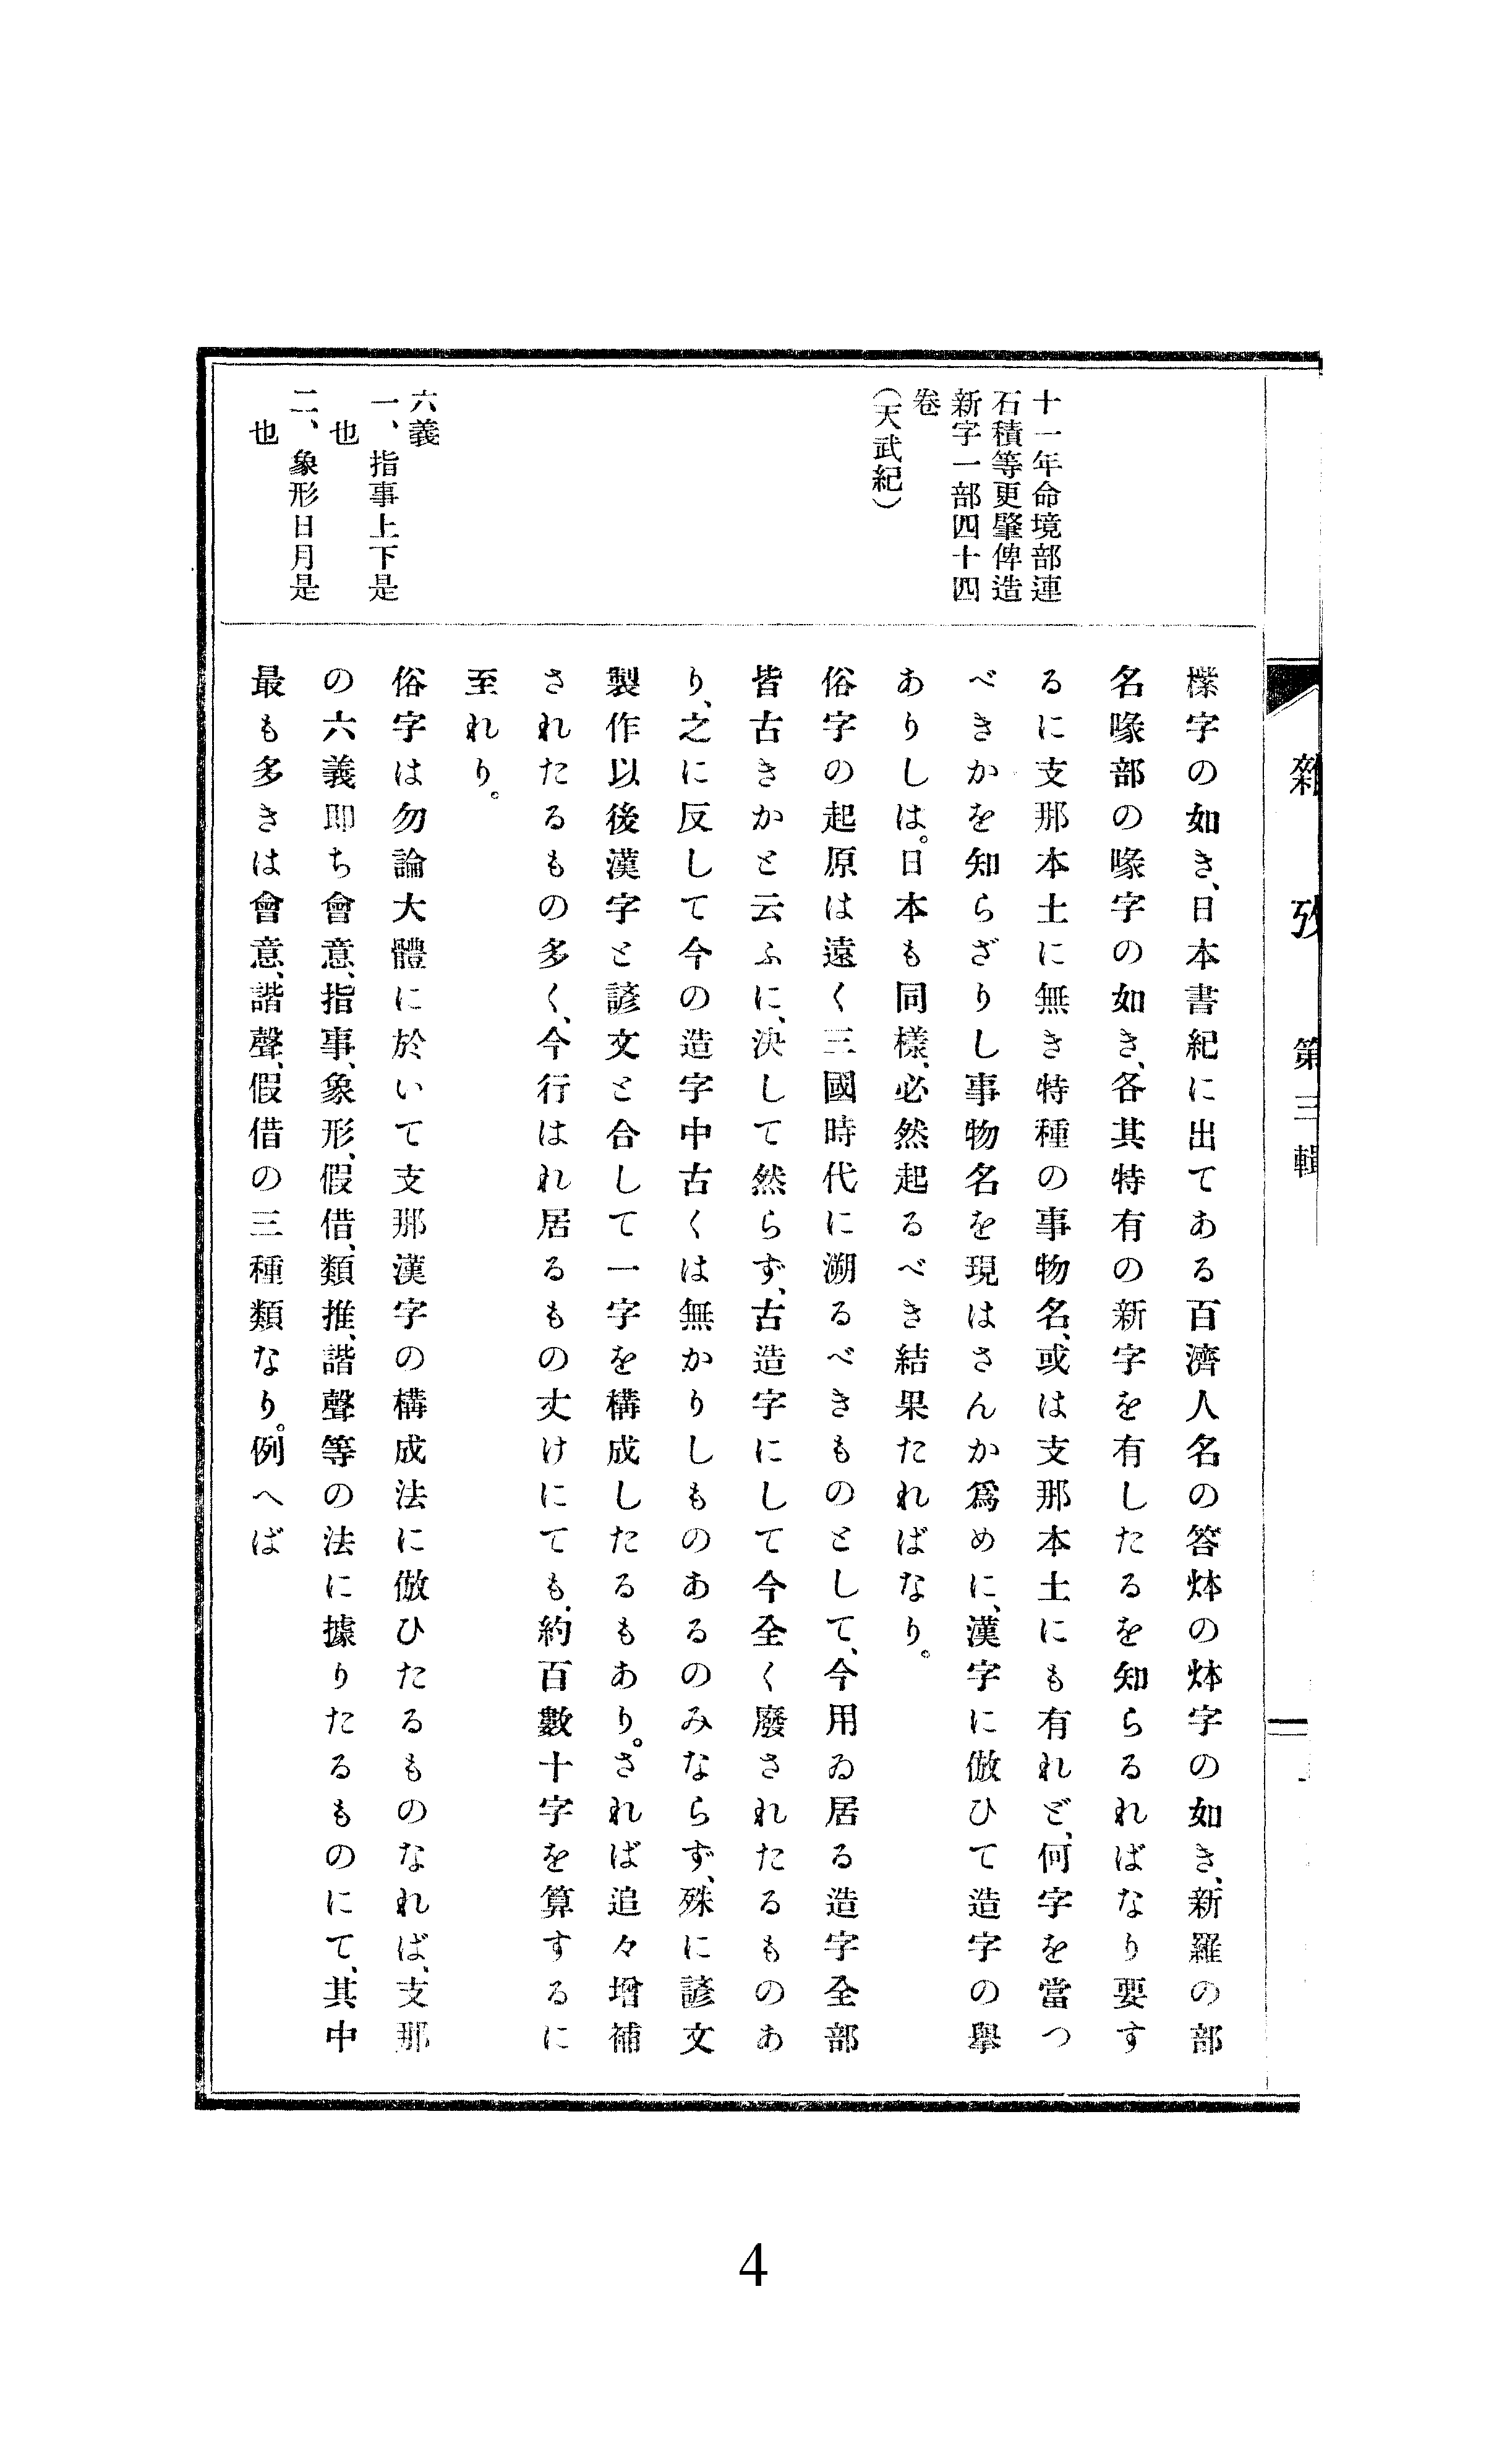 雜攷 第三輯
十一年命境部連
石積等更肇俾造
新字一部四十四
卷
（天武紀）
六義
一、指事上下是
也
二、象形日月是
也
檪字の如き、日本書紀に出てある百濟人名の答㶱の㶱字の如き、新羅の部
名喙部の喙字の如き、各其特有の新字を有したるを知らるればなり要す
るに支那本土に無き特種の事物名、或は支那本土にも有れど、何字を當つ
べきかを知らざりし事物名を現はさんか爲めに、漢字に倣ひて造字の擧
ありしは。日本も同樣、必然起るべき結果たればなり。
俗字の起原は遠く三國時代に溯るべきものとして、今用ゐ居る造字全部
皆古きかと云ふに、決して然らず、古造字にして今全く廢されたるものあ
り、之に反して今の造字中古くは無かりしものあるのみならず、殊に諺文
製作以後漢字と諺文と合して一字を構成したるもあり。されば追々增補
されたるもの多く、今行はれ居るもの丈けにても、約百數十字を算するに
至れり。
俗字は勿論大體に於いて支那漢字の構成法に倣ひたるものなれば、支那
の六義即ち會意、指事、象形、假借、類推、諧聲等の法に據りたるものにて、其中
最も多きは會意、諧聲、假借の三種類なり。例へば
4